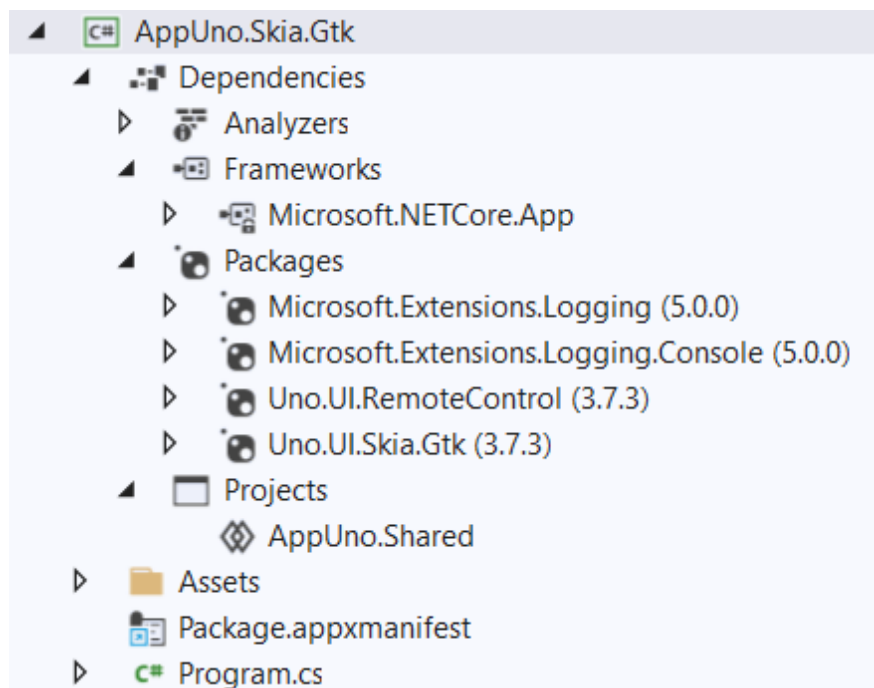 C# AppUno.Skia.Gtk
Dependencies
Analyzers
Frameworks
Microsoft.NETCore.App
Packages
Microsoft.Extensions.Logging (5.0.0)
Microsoft.Extensions.Logging.Console (5.0.0)
Uno.UI.RemoteControl (3.7.3)
Uno.UI.Skia.Gtk (3.7.3)
Projects
AppUno.Shared
Assets
Package.appxmanifest
C# Program.cs